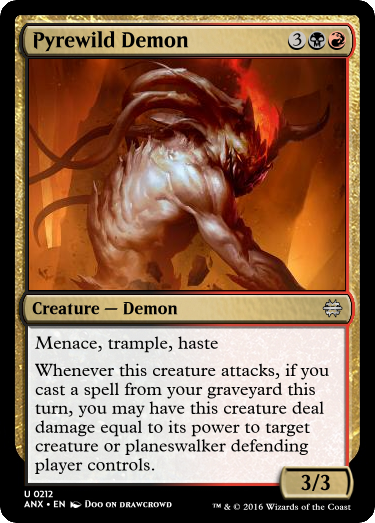 Pyrewild Demon 3
Creature — Demon
Menace, trample, haste
Whenever this creature attacks, if you
cast a spell from your graveyard this
turn, you may have this creature deal
damage equal to its power to target
creature or planeswalker defending
player controls.
3/3
U 0212
ANX • EN Doo on drawcrowd
™ & © 2016 Wizards of the Coast